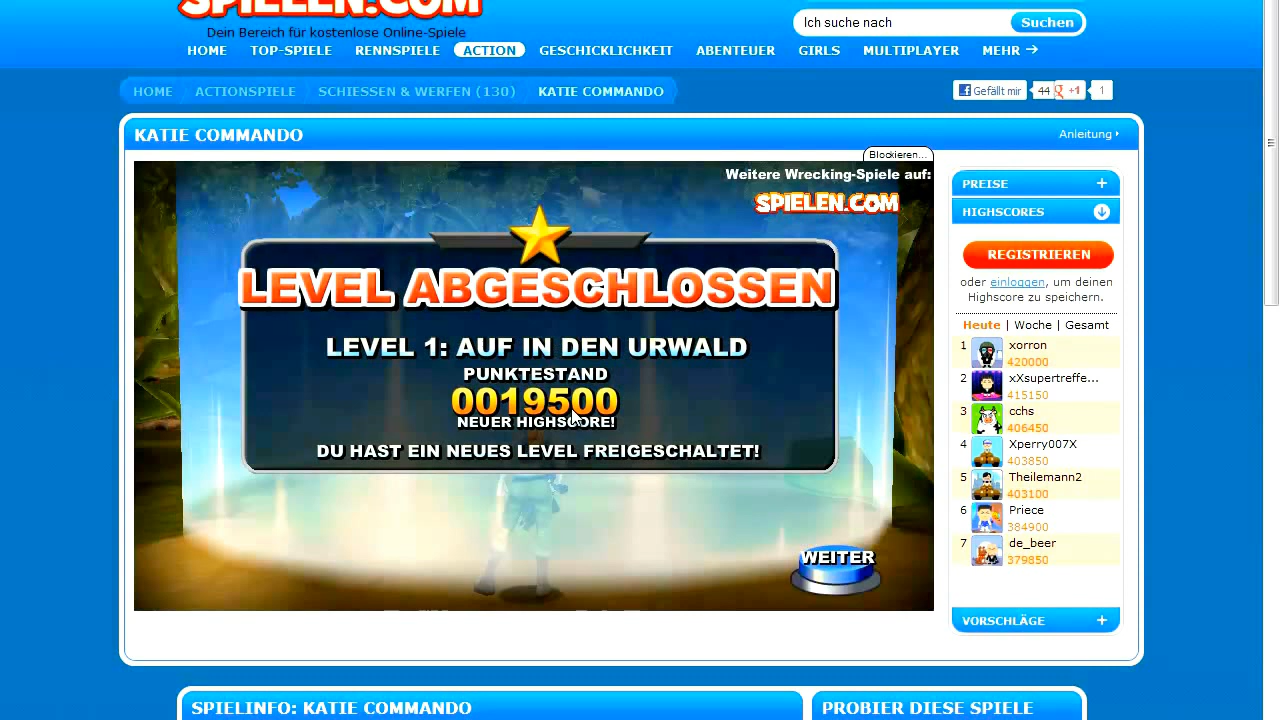 SPIELEN.COM
Dein Bereich für kostenlose Online-Spiele
Ich suche nach
Suchen
HOME TOP-SPIELE RENNSPIELE ACTION GESCHICKLICHKEIT ABENTEUER GIRLS MULTIPLAYER MEHR →
HOME ACTIONSPIELE SCHIESSEN & WERFEN (130) KATIE COMMANDO
Gefällt mir 44 g +1 1
KATIE COMMANDO
Anleitung
Blockieren...
Weitere Wrecking-Spiele auf:
SPIELEN.COM
LEVEL ABGESCHLOSSEN
LEVEL 1: AUF IN DEN URWALD
PUNKTESTAND
0019500
NEUER HIGHSCORE!
DU HAST EIN NEUES LEVEL FREIGESCHALTET!
WEITER
PREISE +
HIGHSCORES
REGISTRIEREN
oder einloggen, um deinen
Highscore zu speichern.
Heute | Woche | Gesamt
1 xorron
420000
2 xXsupertreffe...
415150
3 cchs
406450
4 Xperry007X
403850
5 Theilemann2
403100
6 Priece
384900
7 de_beer
379850
VORSCHLÄGE +
SPIELINFO: KATIE COMMANDO
PROBIER DIESE SPIELE